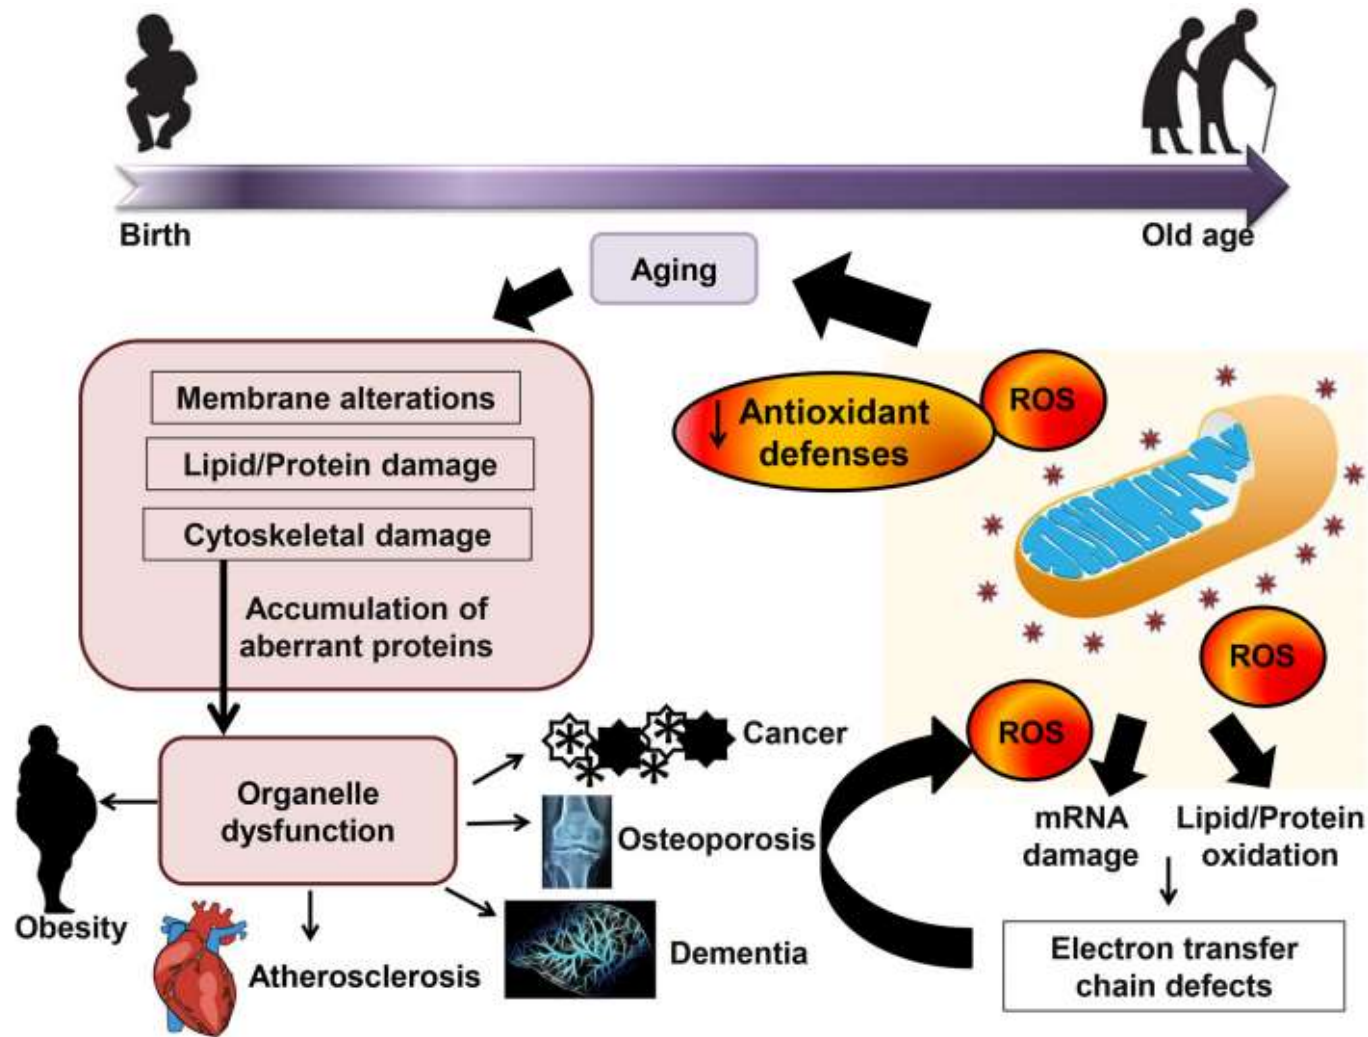 Birth
Old age
Aging
Membrane alterations
Lipid/Protein damage
Cytoskeletal damage
Accumulation of
aberrant proteins
Organelle
dysfunction
Obesity
Atherosclerosis
Cancer
Osteoporosis
Dementia
Antioxidant
defenses
ROS
ROS
ROS
mRNA
damage
Lipid/Protein
oxidation
Electron transfer
chain defects